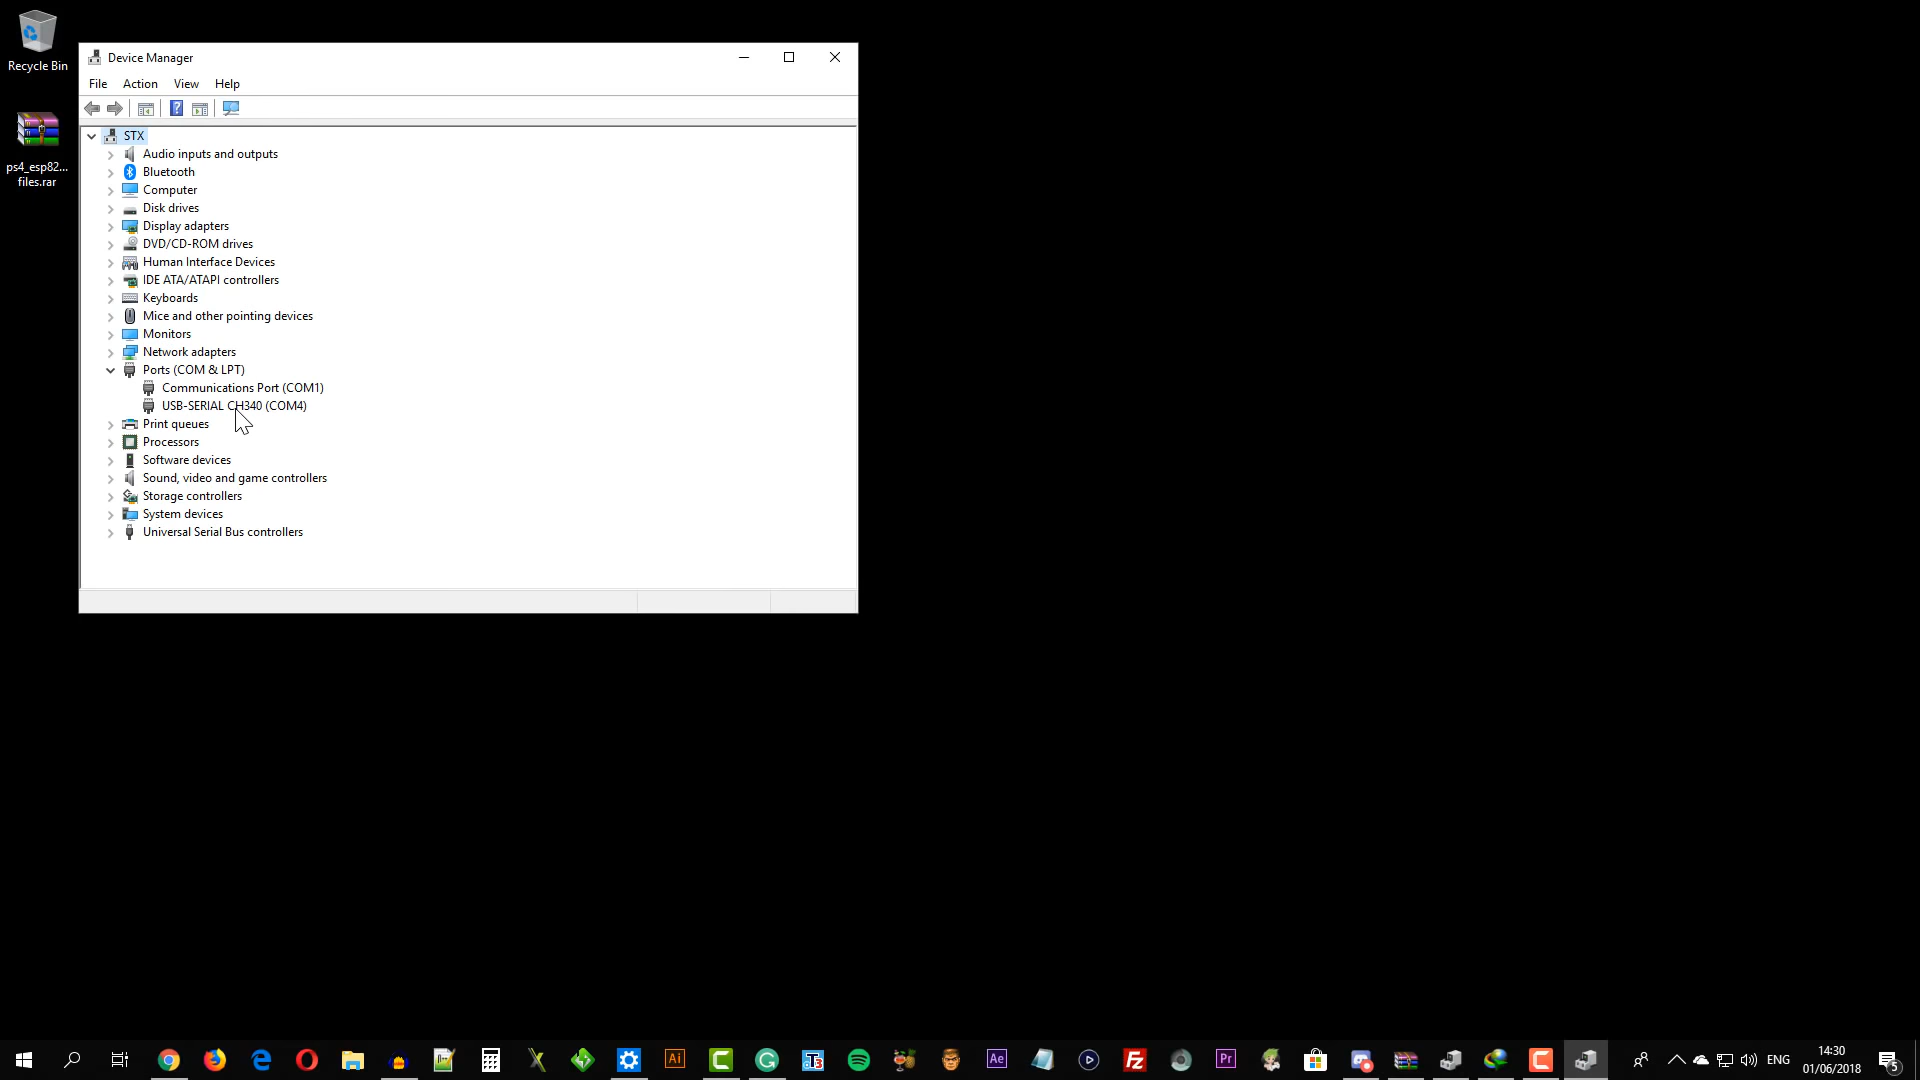 Recycle Bin
ps4_esp82...
files.rar
Device Manager
File Action View Help
STX
Audio inputs and outputs
Bluetooth
Computer
Disk drives
Display adapters
DVD/CD-ROM drives
Human Interface Devices
IDE ATA/ATAPI controllers
Keyboards
Mice and other pointing devices
Monitors
Network adapters
Ports (COM & LPT)
Communications Port (COM1)
USB-SERIAL CH340 (COM4)
Print queues
Processors
Software devices
Sound, video and game controllers
Storage controllers
System devices
Universal Serial Bus controllers
Ai
Ae
Pr
ENG
14:30
01/06/2018
5